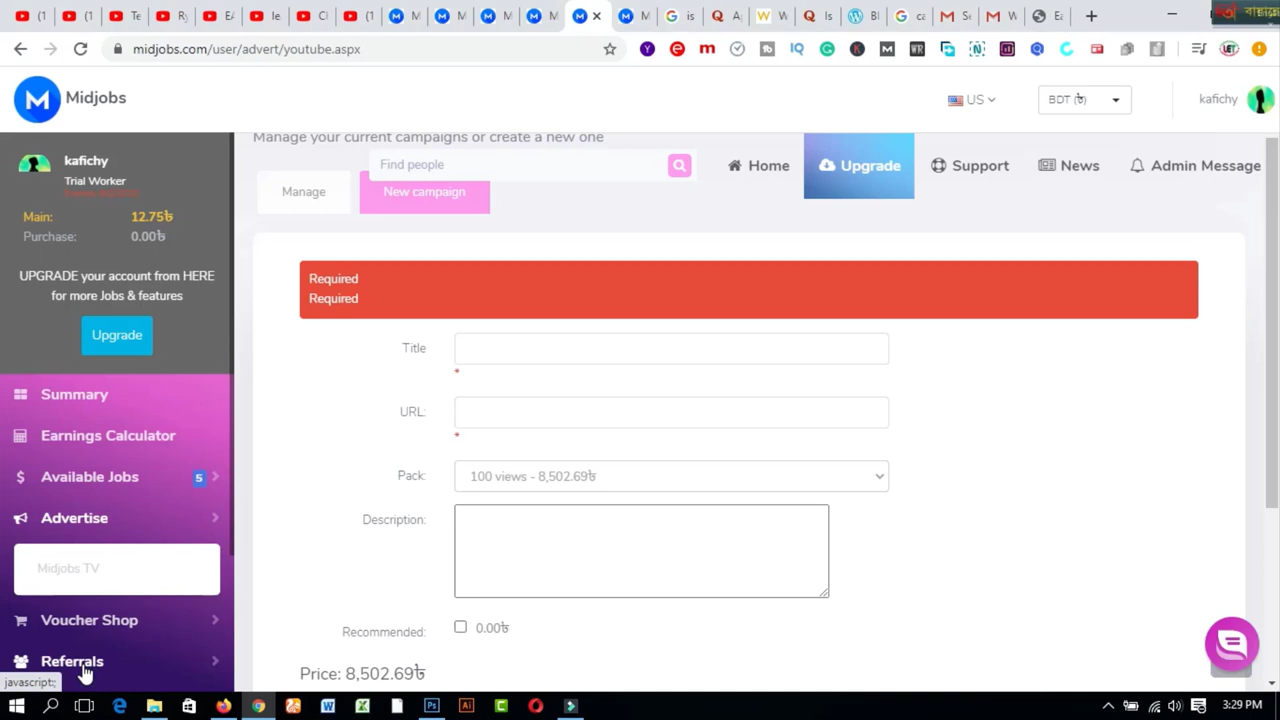 midjobs.com/user/advert/youtube.aspx
Midjobs
US
BDT (৳)
kafichy
Manage your current campaigns or create a new one
kafichy
Trial Worker
Main: 12.75৳
Purchase: 0.00৳
UPGRADE your account from HERE
for more Jobs & features
Upgrade
Summary
Earnings Calculator
Available Jobs 5
Advertise
Midjobs TV
Voucher Shop
Referrals
javascript:;
Find people
Home
Upgrade
Support
News
Admin Message
Manage
New campaign
Required
Required
Title
*
URL:
*
Pack: 100 views - 8,502.69৳
Description:
Recommended: 0.00৳
Price: 8,502.69৳
3:29 PM